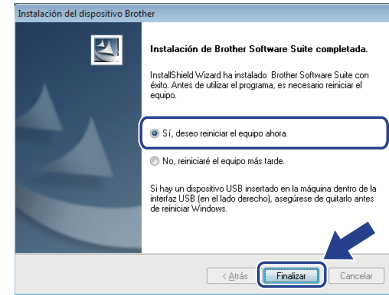 Instalación del dispositivo Brother
Instalación de Brother Software Suite completada.
InstallShield Wizard ha instalado Brother Software Suite con
éxito. Antes de utilizar el programa, es necesario reiniciar el
equipo.
Sí, deseo reiniciar el equipo ahora.
No, reiniciaré el equipo más tarde.
Si hay un dispositivo USB insertado en la máquina dentro de la
interfaz USB (en el lado derecho), asegúrese de quitarlo antes
de reiniciar Windows.
< Atrás Finalizar Cancelar